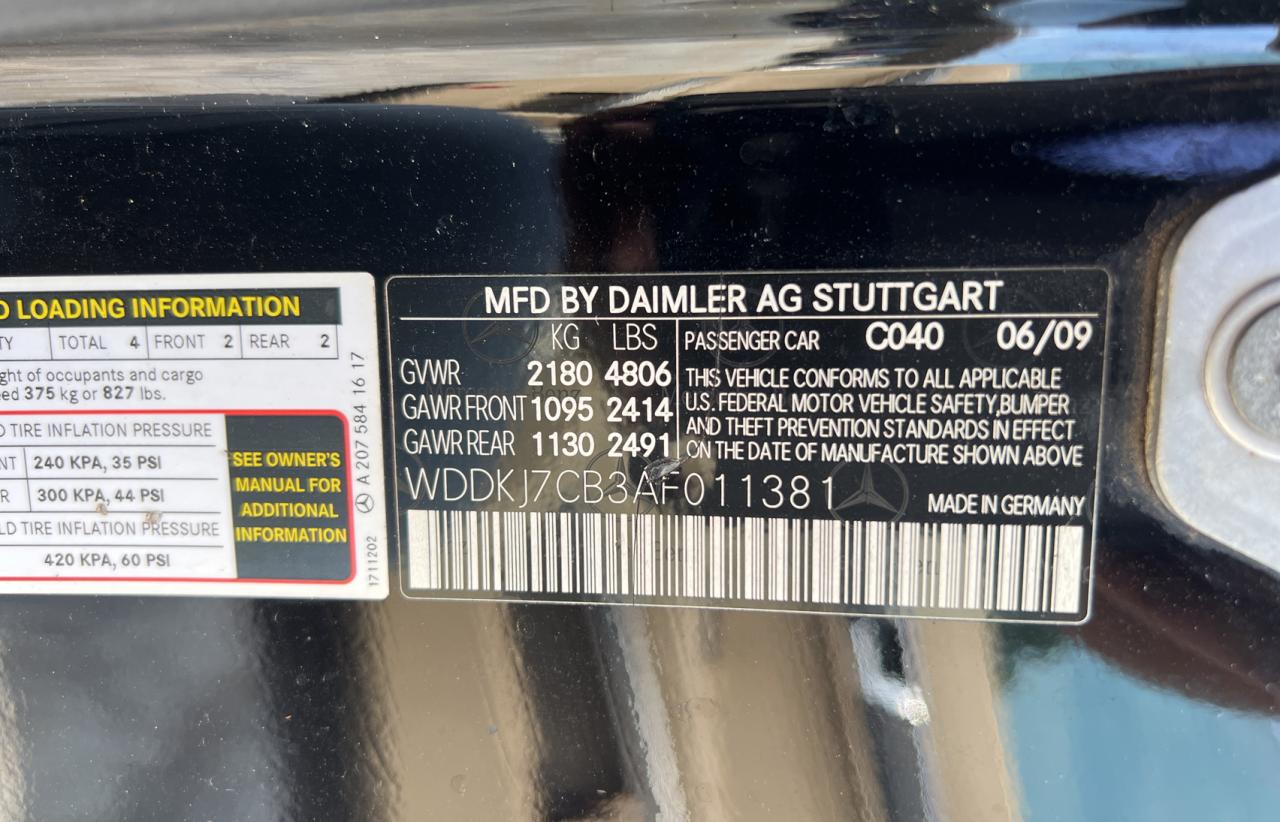 D LOADING INFORMATION
TY TOTAL 4 FRONT 2 REAR 2
ght of occupants and cargo
eed 375 kg or 827 lbs.
D TIRE INFLATION PRESSURE
NT 240 KPA, 35 PSI
R 300 KPA, 44 PSI
LD TIRE INFLATION PRESSURE
420 KPA, 60 PSI
SEE OWNER'S
MANUAL FOR
ADDITIONAL
INFORMATION
A 207 584 16 17
1711202
MFD BY DAIMLER AG STUTTGART
KG LBS
GVWR 2180 4806
GAWR FRONT 1095 2414
GAWR REAR 1130 2491
PASSENGER CAR C040 06/09
THIS VEHICLE CONFORMS TO ALL APPLICABLE
U.S. FEDERAL MOTOR VEHICLE SAFETY,BUMPER
AND THEFT PREVENTION STANDARDS IN EFFECT
ON THE DATE OF MANUFACTURE SHOWN ABOVE
WDDKJ7CB3AF011381
MADE IN GERMANY